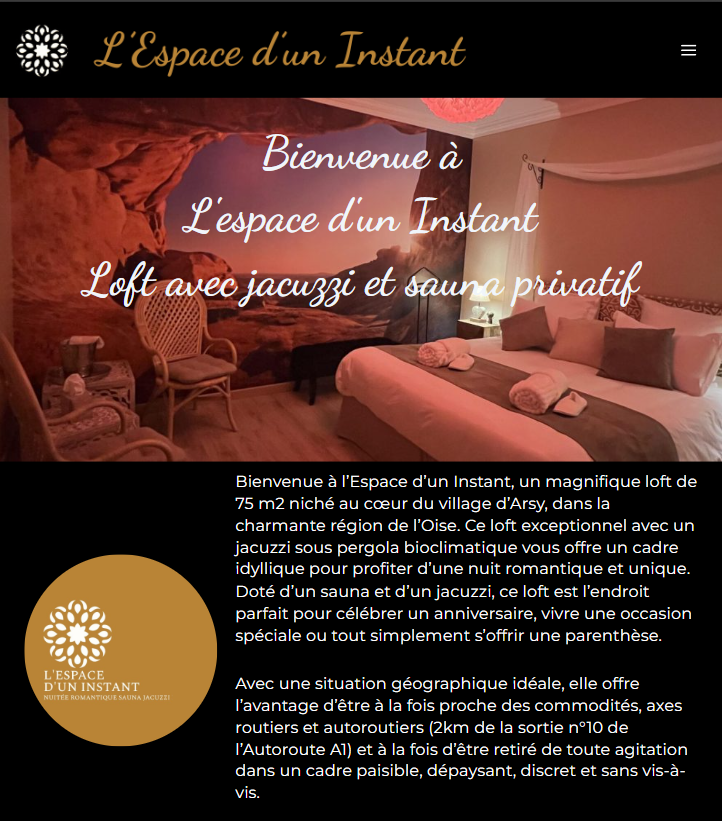 L'Espace d'un Instant
Bienvenue à
L'espace d'un Instant
Loft avec jacuzzi et sauna privatif
Bienvenue à l’Espace d’un Instant, un magnifique loft de
75 m2 niché au cœur du village d’Arsy, dans la
charmante région de l’Oise. Ce loft exceptionnel avec un
jacuzzi sous pergola bioclimatique vous offre un cadre
idyllique pour profiter d’une nuit romantique et unique.
Doté d’un sauna et d’un jacuzzi, ce loft est l’endroit
parfait pour célébrer un anniversaire, vivre une occasion
spéciale ou tout simplement s’offrir une parenthèse.
L'ESPACE
D'UN INSTANT
NUITÉE ROMANTIQUE SAUNA JACUZZI
Avec une situation géographique idéale, elle offre
l’avantage d’être à la fois proche des commodités, axes
routiers et autoroutiers (2km de la sortie n°10 de
l’Autoroute A1) et à la fois d’être retiré de toute agitation
dans un cadre paisible, dépaysant, discret et sans vis-à-
vis.